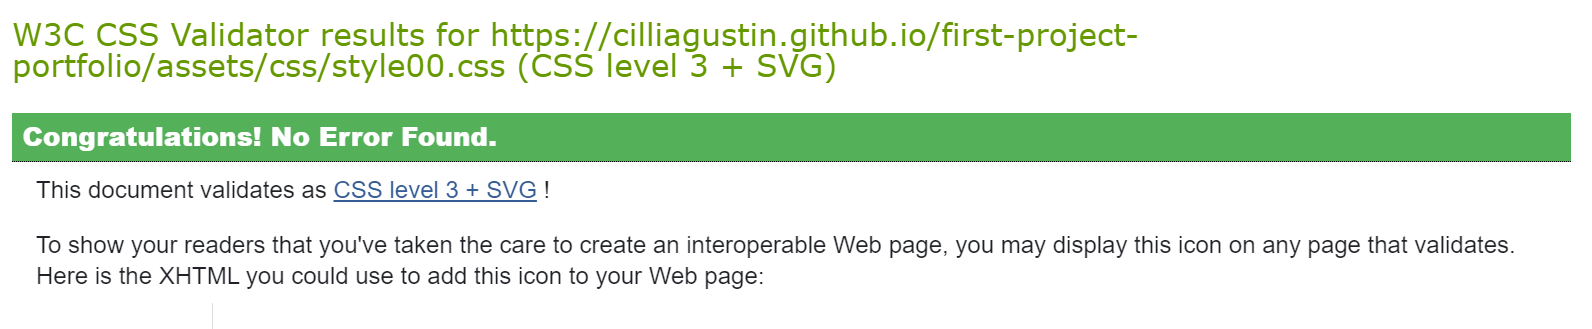 W3C CSS Validator results for https://cilliagustin.github.io/first-project-
portfolio/assets/css/style00.css (CSS level 3 + SVG)
Congratulations! No Error Found.
This document validates as CSS level 3 + SVG !
To show your readers that you've taken the care to create an interoperable Web page, you may display this icon on any page that validates.
Here is the XHTML you could use to add this icon to your Web page: